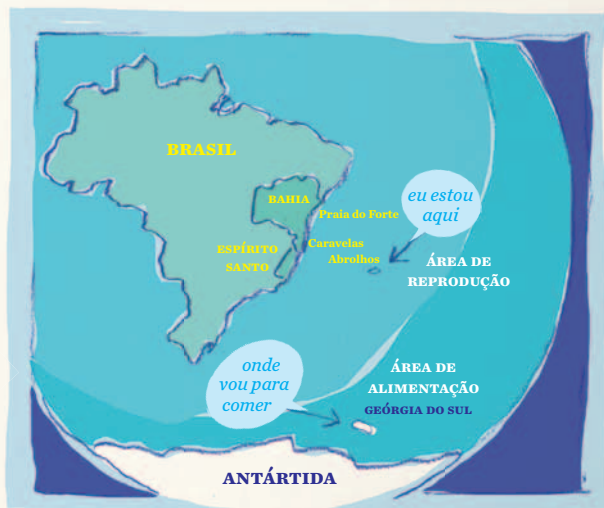 BRASIL
BAHIA
Praia do Forte
eu estou
aqui
ESPÍRITO
SANTO
Caravelas
Abrolhos
ÁREA DE
REPRODUÇÃO
onde
vou para
comer
ÁREA DE
ALIMENTAÇÃO
GEÓRGIA DO SUL
ANTÁRTIDA